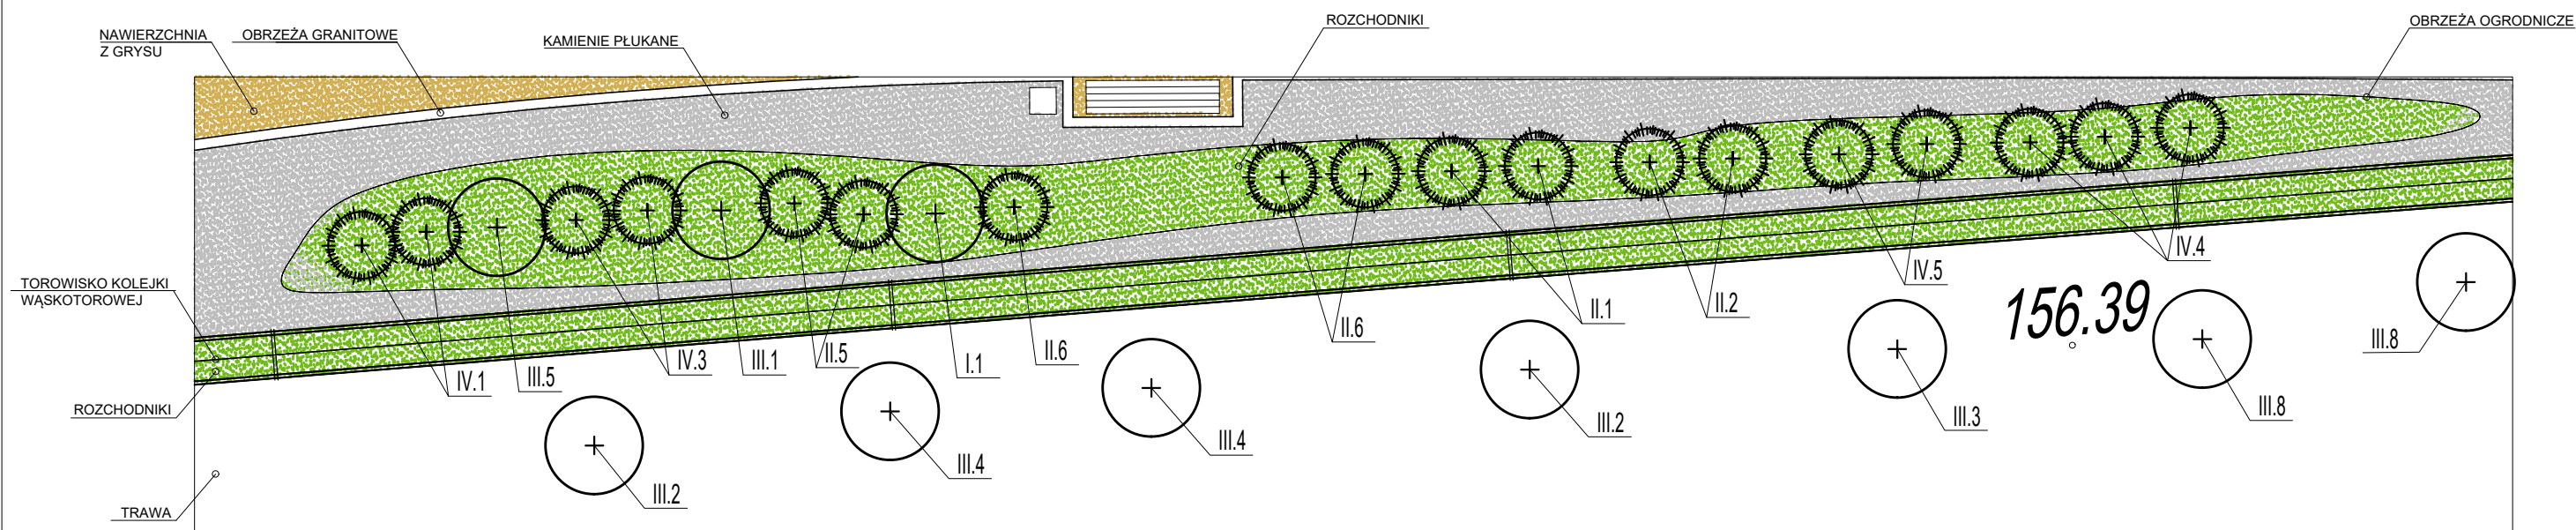 NAWIERZCHNIA
Z GRYSU
OBRZEŻA GRANITOWE
KAMIENIE PŁUKANE
ROZCHODNIKI
OBRZEŻA OGRODNICZE
TOROWISKO KOLEJKI
WĄSKOTOROWEJ
ROZCHODNIKI
TRAWA
IV.1
III.5
IV.3
III.1
II.5
I.1
II.6
II.6
II.1
II.2
IV.5
IV.4
156.39
III.2
III.4
III.4
III.2
III.3
III.8
III.8